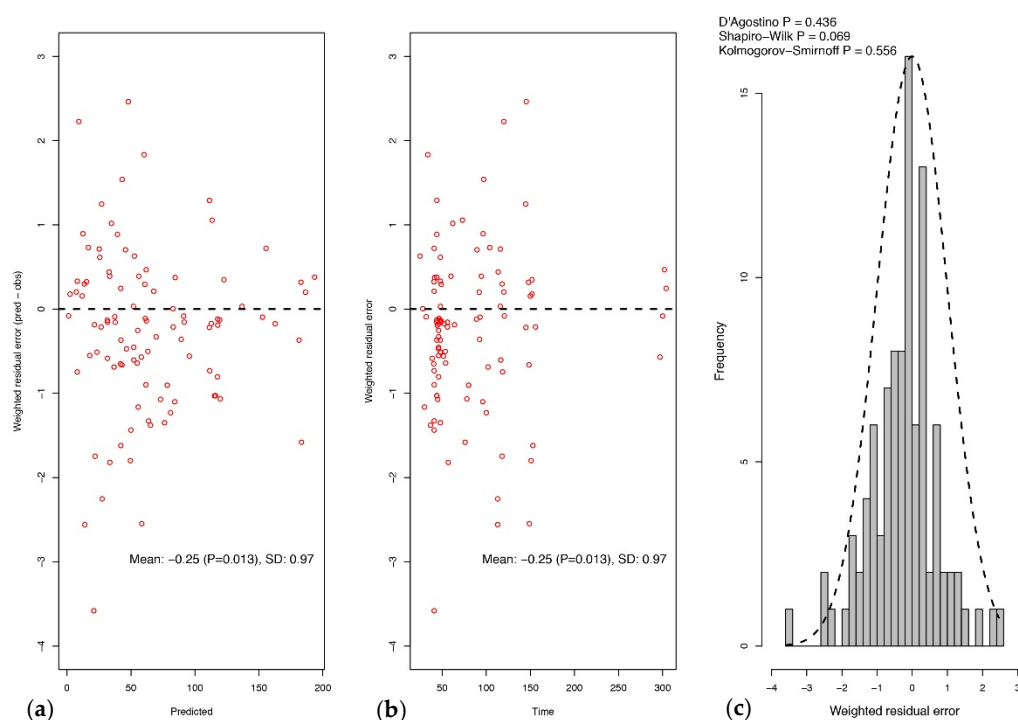 3
2
1
0
−1
−2
−3
−4
Weighted residual error (pred − obs)
Mean: −0.25 (P=0.013), SD: 0.97
0
50
100
150
200
Predicted
(a)
3
2
1
0
−1
−2
−3
−4
Weighted residual error
Mean: −0.25 (P=0.013), SD: 0.97
50
100
150
200
250
300
Time
(b)
D'Agostino P = 0.436
Shapiro−Wilk P = 0.069
Kolmogorov−Smirnoff P = 0.556
15
10
5
0
Frequency
−4
−3
−2
−1
0
1
2
3
Weighted residual error
(c)